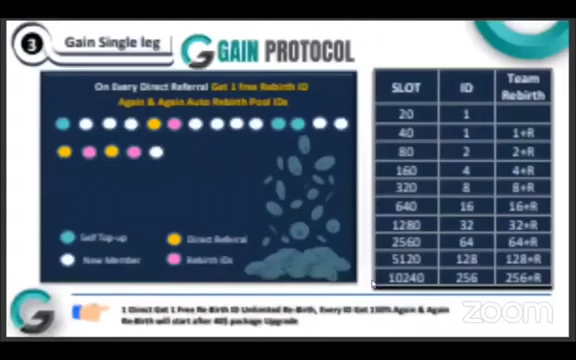 3
Gain Single leg
GAIN PROTOCOL
On Every Direct Referral Get 1 free Rebirth ID
Again & Again Auto Rebirth Pool IDs
Self Top-up
Direct Referral
New Member
Rebirth IDs
SLOT ID Team Rebirth
20 1
40 1 1+R
80 2 2+R
160 4 4+R
320 8 8+R
640 16 16+R
1280 32 32+R
2560 64 64+R
5120 128 128+R
10240 256 256+R
1 Direct Get 1 Free Re Birth ID Unlimited Re-Birth, Every ID Get 100% Again & Again
Re-Birth will start after 40$ package Upgrade
zoom